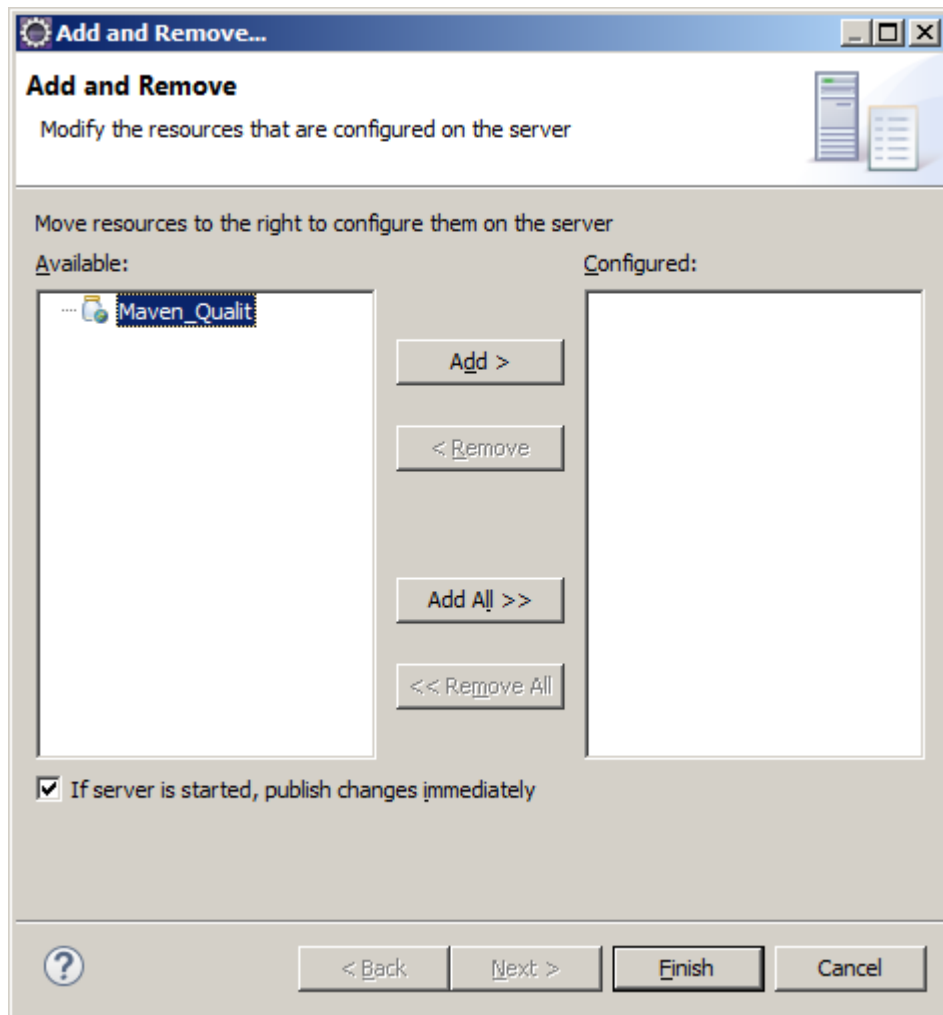 Add and Remove...
Add and Remove
Modify the resources that are configured on the server
Move resources to the right to configure them on the server
Available:
Configured:
Maven_Qualit
Add >
< Remove
Add All >>
<< Remove All
If server is started, publish changes immediately
?
< Back
Next >
Finish
Cancel